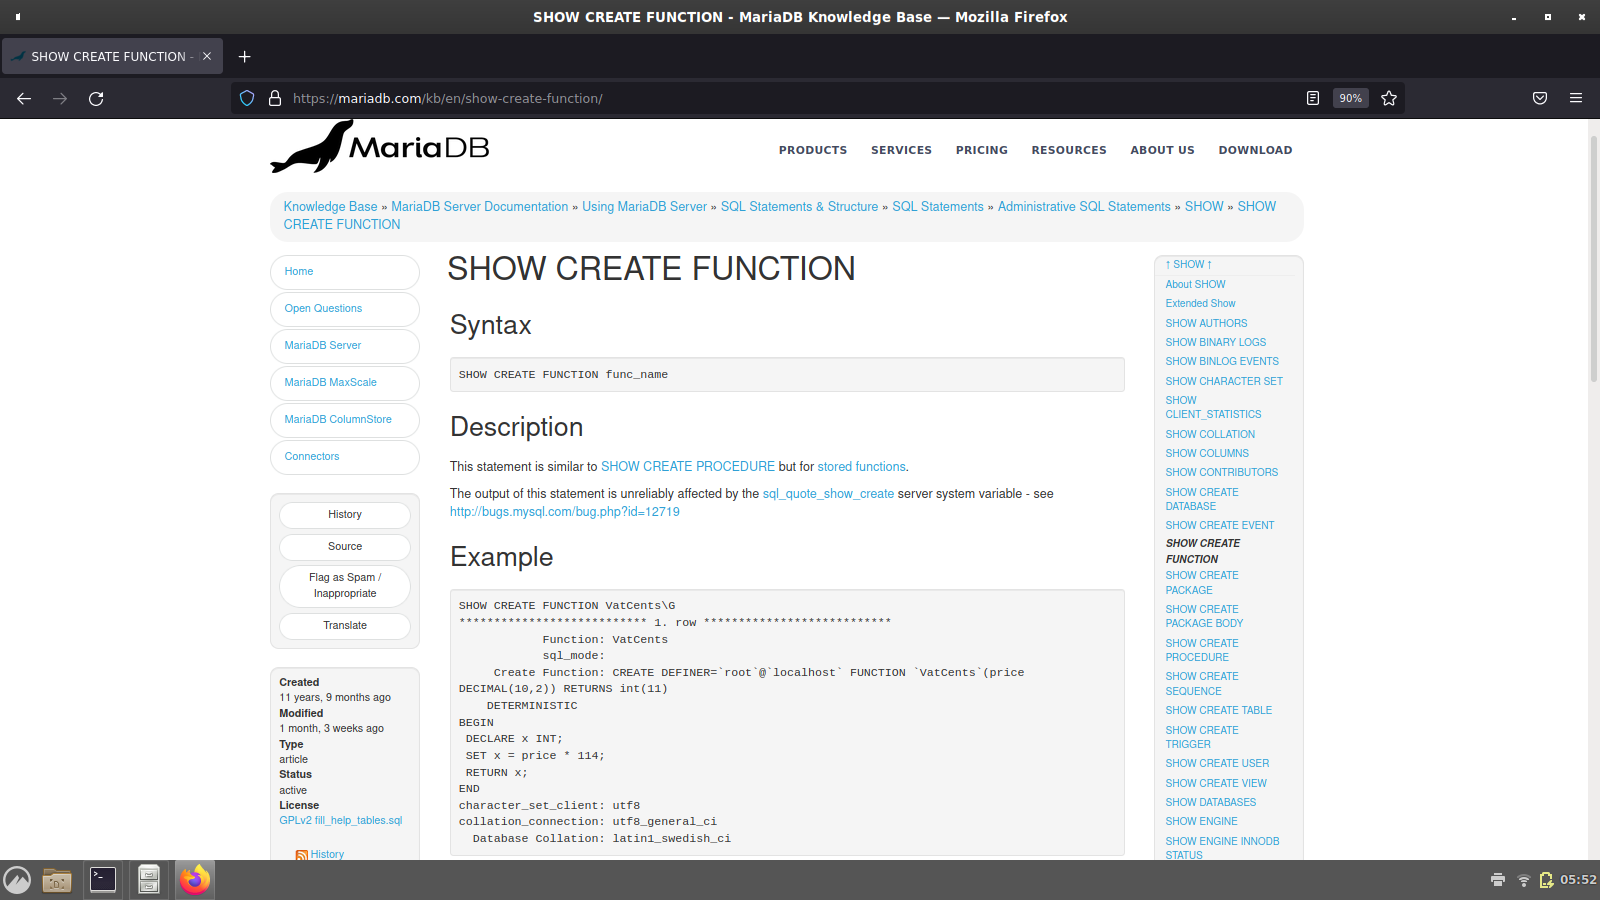 SHOW CREATE FUNCTION - MariaDB Knowledge Base — Mozilla Firefox
SHOW CREATE FUNCTION -
https://mariadb.com/kb/en/show-create-function/
90%
MariaDB
PRODUCTS SERVICES PRICING RESOURCES ABOUT US DOWNLOAD
Knowledge Base » MariaDB Server Documentation » Using MariaDB Server » SQL Statements & Structure » SQL Statements » Administrative SQL Statements » SHOW » SHOW
CREATE FUNCTION
Home
Open Questions
MariaDB Server
MariaDB MaxScale
MariaDB ColumnStore
Connectors
History
Source
Flag as Spam /
Inappropriate
Translate
Created
11 years, 9 months ago
Modified
1 month, 3 weeks ago
Type
article
Status
active
License
GPLv2 fill_help_tables.sql
History
SHOW CREATE FUNCTION
Syntax
SHOW CREATE FUNCTION func_name
Description
This statement is similar to SHOW CREATE PROCEDURE but for stored functions.
The output of this statement is unreliably affected by the sql_quote_show_create server system variable - see
http://bugs.mysql.com/bug.php?id=12719
Example
SHOW CREATE FUNCTION VatCents\G
*************************** 1. row ***************************
Function: VatCents
sql_mode:
Create Function: CREATE DEFINER=`root`@`localhost` FUNCTION `VatCents`(price
DECIMAL(10,2)) RETURNS int(11)
DETERMINISTIC
BEGIN
DECLARE x INT;
SET x = price * 114;
RETURN x;
END
character_set_client: utf8
collation_connection: utf8_general_ci
Database Collation: latin1_swedish_ci
↑ SHOW ↑
About SHOW
Extended Show
SHOW AUTHORS
SHOW BINARY LOGS
SHOW BINLOG EVENTS
SHOW CHARACTER SET
SHOW
CLIENT_STATISTICS
SHOW COLLATION
SHOW COLUMNS
SHOW CONTRIBUTORS
SHOW CREATE
DATABASE
SHOW CREATE EVENT
SHOW CREATE
FUNCTION
SHOW CREATE
PACKAGE
SHOW CREATE
PACKAGE BODY
SHOW CREATE
PROCEDURE
SHOW CREATE
SEQUENCE
SHOW CREATE TABLE
SHOW CREATE
TRIGGER
SHOW CREATE USER
SHOW CREATE VIEW
SHOW DATABASES
SHOW ENGINE
SHOW ENGINE INNODB
STATUS
05:52